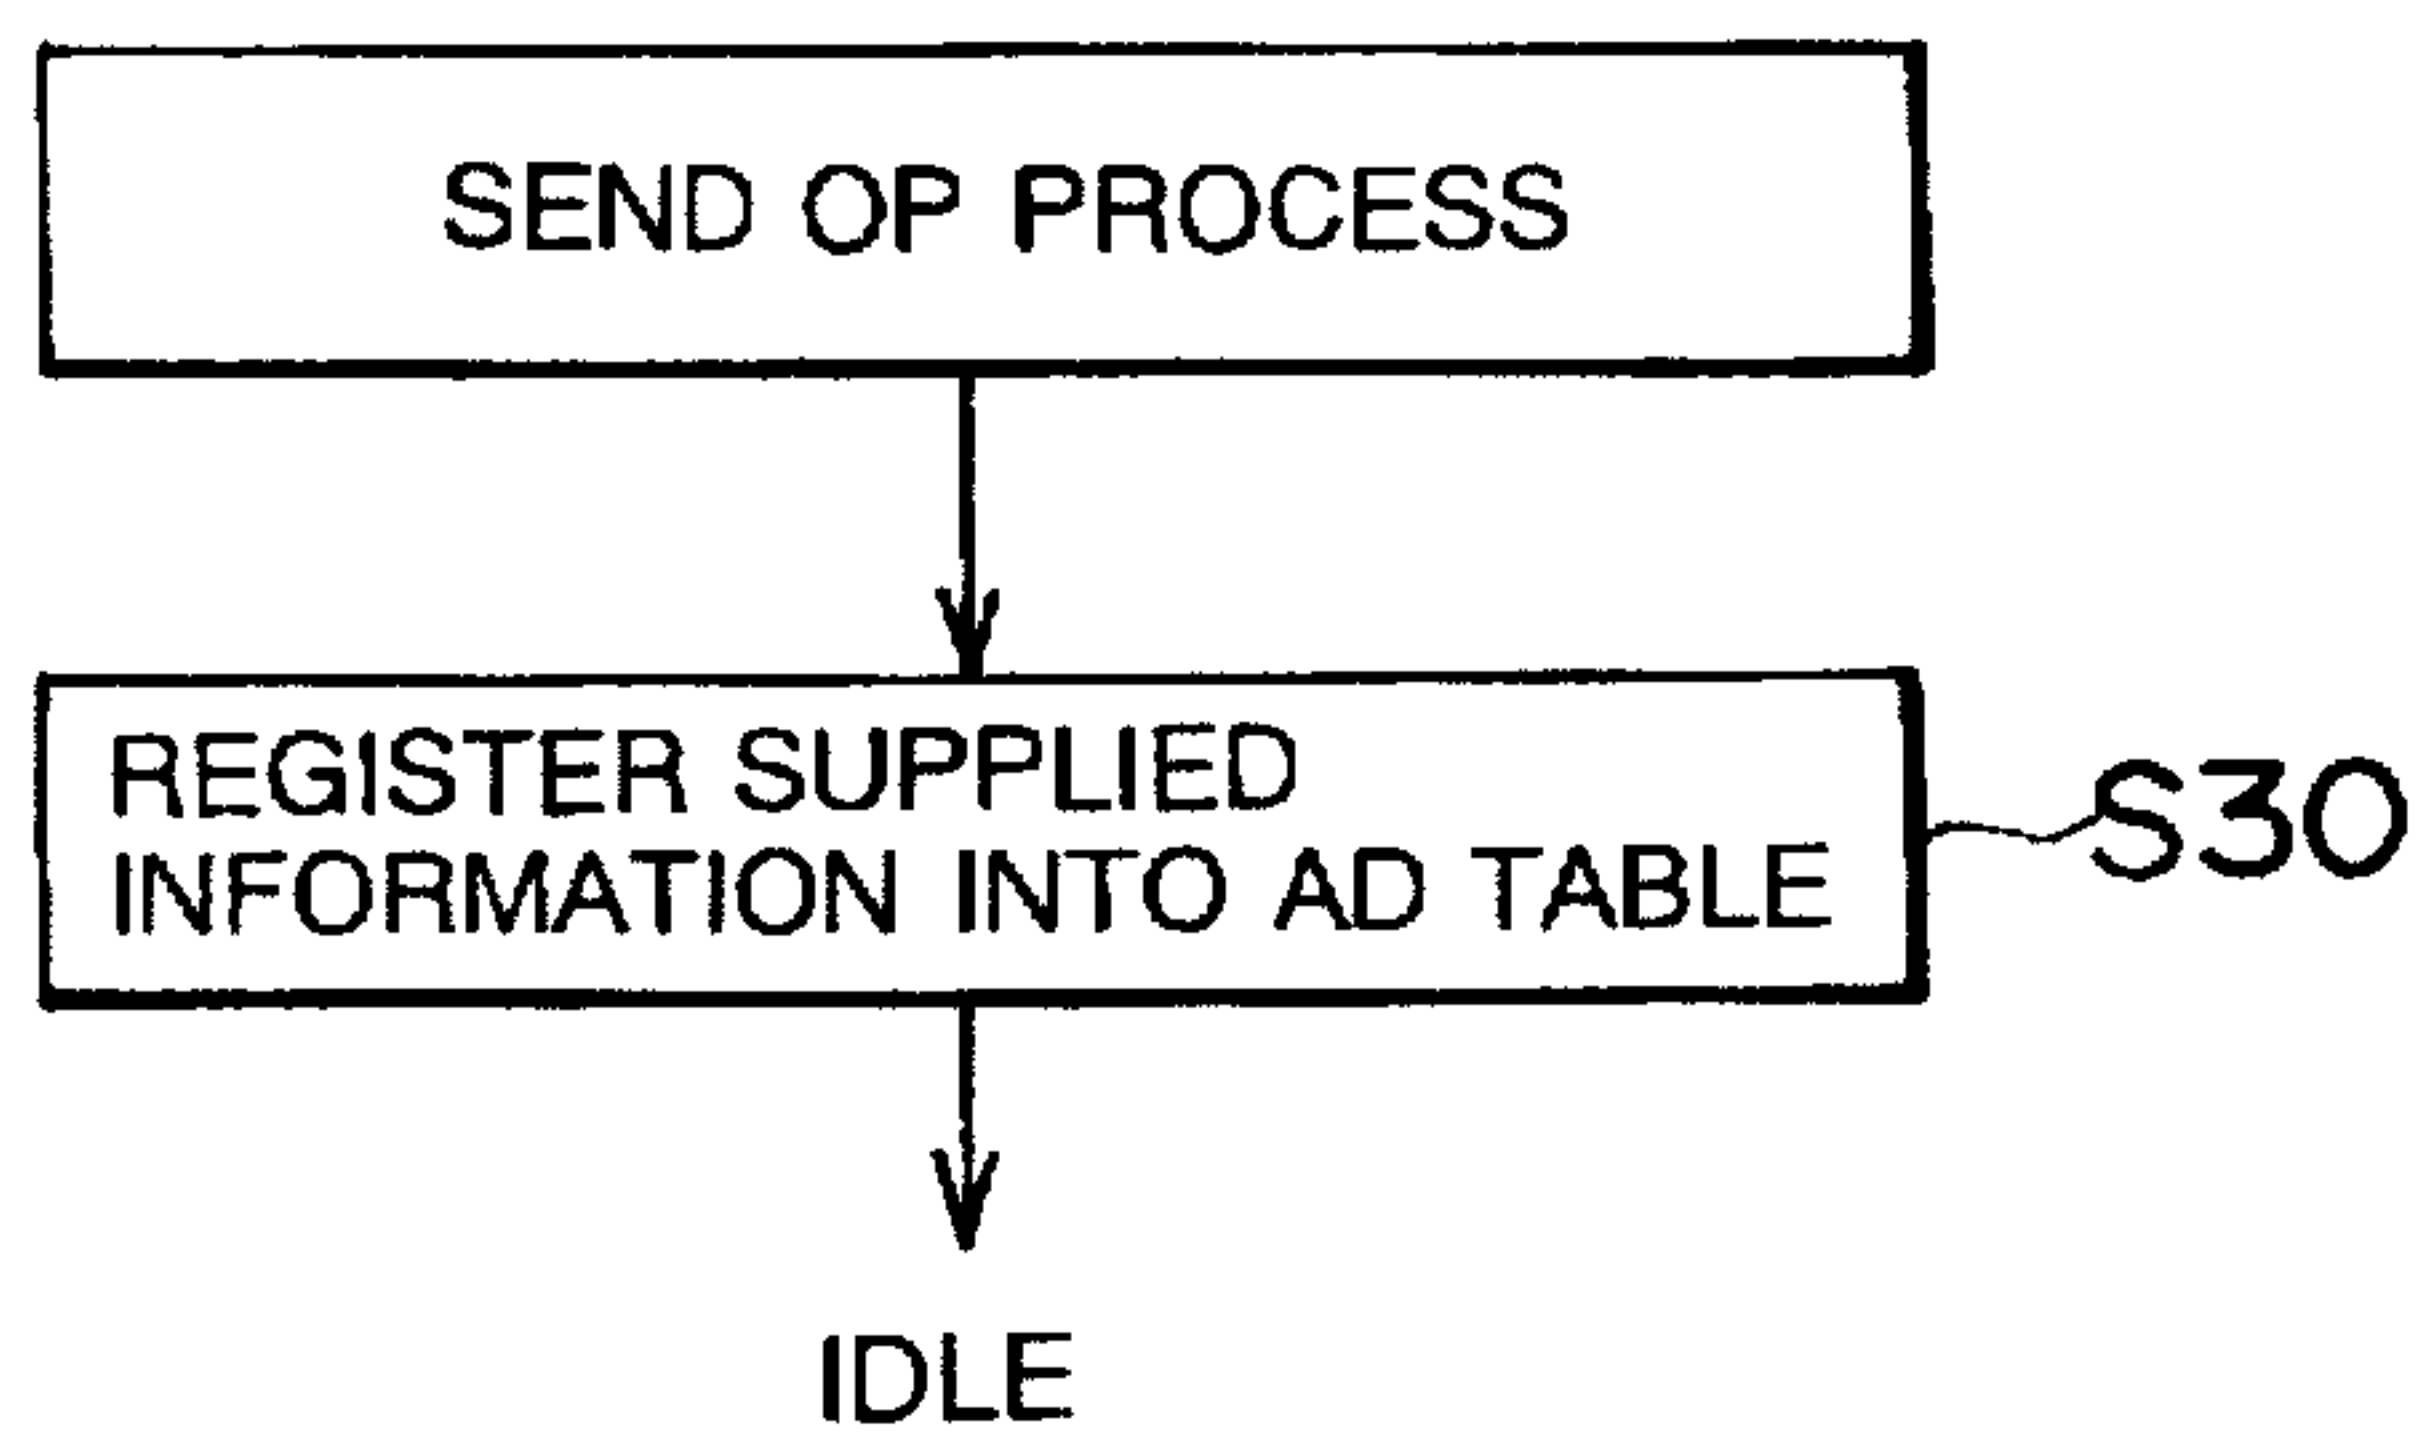 SEND OP PROCESS
REGISTER SUPPLIED
INFORMATION INTO AD TABLE
S30
IDLE